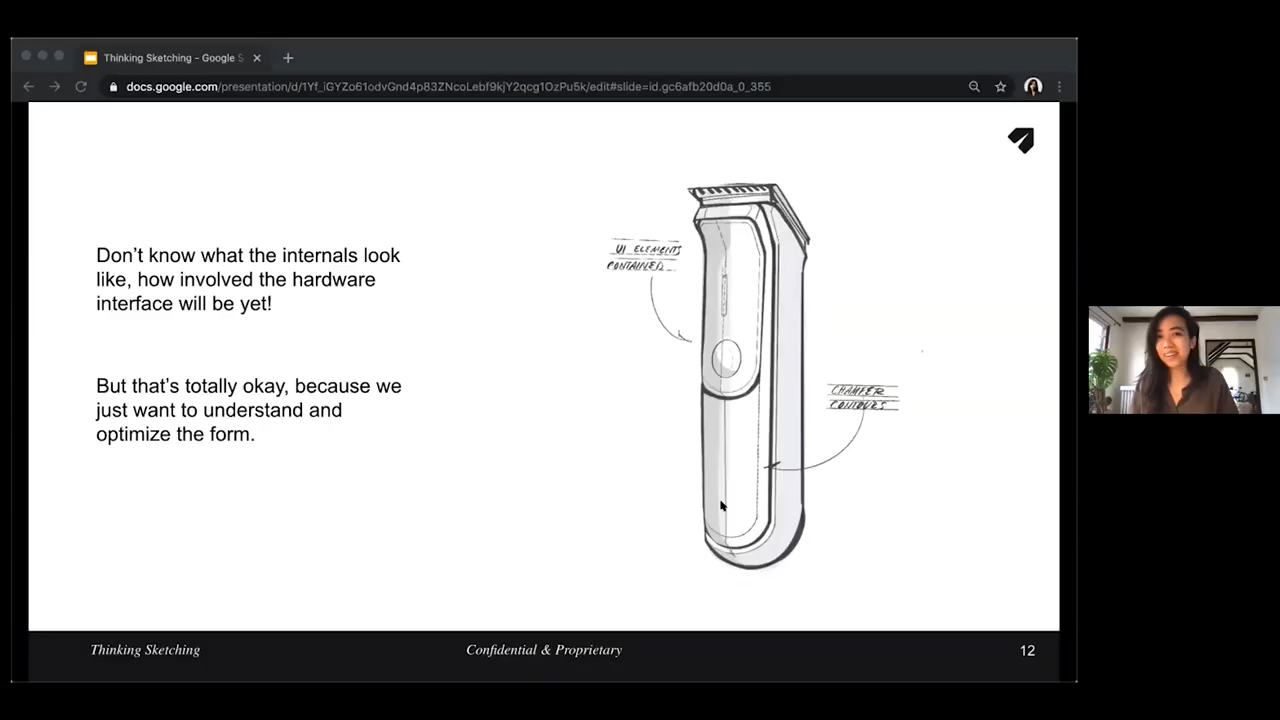 Thinking Sketching - Google S
docs.google.com/presentation/d/1Yf_iGYZo61odvGnd4p83ZNcoLebf9kjY2qcg1OzPu5k/edit#slide=id.gc6afb20d0a_0_355
Don't know what the internals look
like, how involved the hardware
interface will be yet!
But that's totally okay, because we
just want to understand and
optimize the form.
UI ELEMENTS
CONTAINED
CHAMFER
CONTOURS
Thinking Sketching
Confidential & Proprietary
12